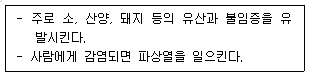 - 주로 소, 산양, 돼지 등의 유산과 불임증을 유
발시킨다.
- 사람에게 감염되면 파상열을 일으킨다.